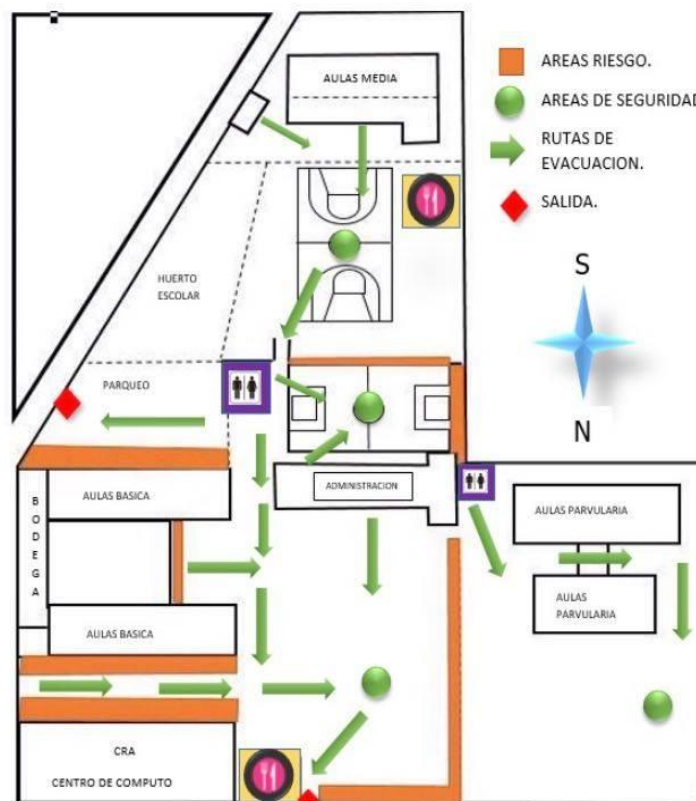 AULAS MEDIA
AREAS RIESGO.
AREAS DE SEGURIDAD
RUTAS DE
EVACUACION.
SALIDA.
S
N
HUERTO
ESCOLAR
PARQUEO
BODEGA
AULAS BASICA
ADMINISTRACION
AULAS PARVULARIA
AULAS
PARVULARIA
AULAS BASICA
CRA
CENTRO DE COMPUTO